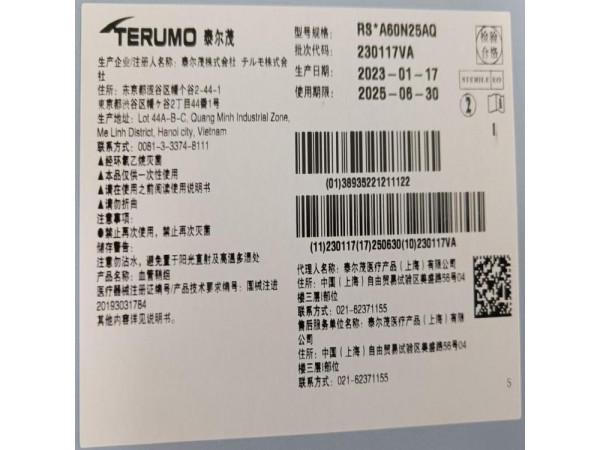 TERUMO 泰尔茂
生产企业/注册人名称：泰尔茂株式会社 テルモ株式会社
住所：东京都涩谷区幡个谷2-44-1
東京都渋谷区幡ヶ谷2丁目44番1号
生产地址：Lot 44A-B-C, Quang Minh Industrial Zone,
Me Linh District, Hanoi city, Vietnam
联系方式：0081-3-3374-8111
▲经环氧乙烷灭菌
▲本品仅供一次性使用
▲请在使用之前阅读使用说明书
▲请勿折曲
注意事项：
●禁止再次使用，禁止再次灭菌
储存警告：
勿沾水，避免置于阳光直射及高温多湿处
产品名称：血管鞘组
医疗器械注册证编号/产品技术要求编号：国械注进
20193031784
其他内容详见说明书。
型号规格： RS*A60N25AQ
批次代码： 230117VA
生产日期： 2023-01-17
使用期限： 2025-06-30
检验
合格
STERILE EO
2
(01)38935221211122
(11)230117(17)250630(10)230117VA
代理人名称：泰尔茂医疗产品（上海）有限公司
住所：中国（上海）自由贸易试验区奥盛路56号04
楼三层I部位
联系方式：021-62371155
售后服务单位名称：泰尔茂医疗产品（上海）有限
公司
住所：中国（上海）自由贸易试验区奥盛路56号04
楼三层I部位
联系方式：021-62371155
S